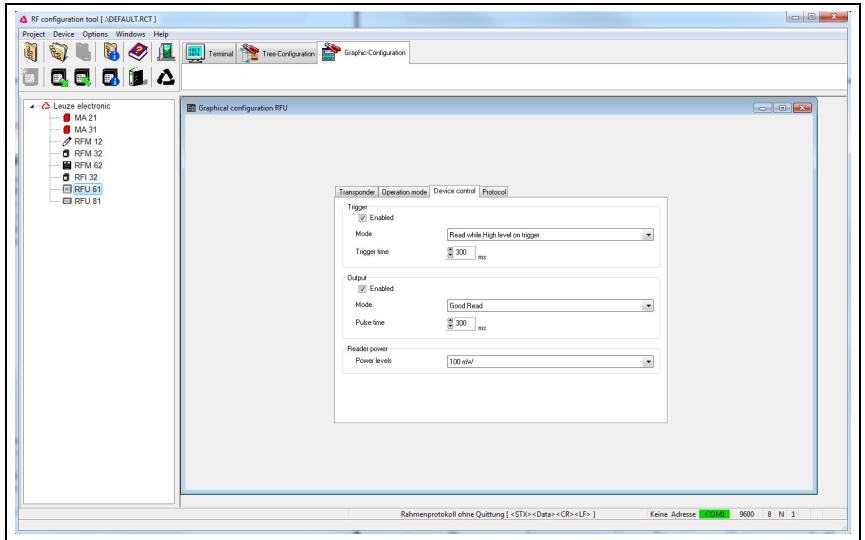 RF configuration tool [ .\DEFAULT.RCT ]
Project Device Options Windows Help
Terminal Tree-Configuration Graphic-Configuration
Leuze electronic
MA 21
MA 31
RFM 12
RFM 32
RFM 62
RFI 32
RFU 61
RFU 81
Graphical configuration RFU
Transponder Operation mode Device control Protocol
Trigger
Enabled
Mode Read while High level on trigger
Trigger time 300 ms
Output
Enabled
Mode Good Read
Pulse time 300 ms
Reader power
Power levels 100 mW
Rahmenprotokoll ohne Quittung [ <STX><Data><CR><LF> ] Keine Adresse COM1 9600 8 N 1